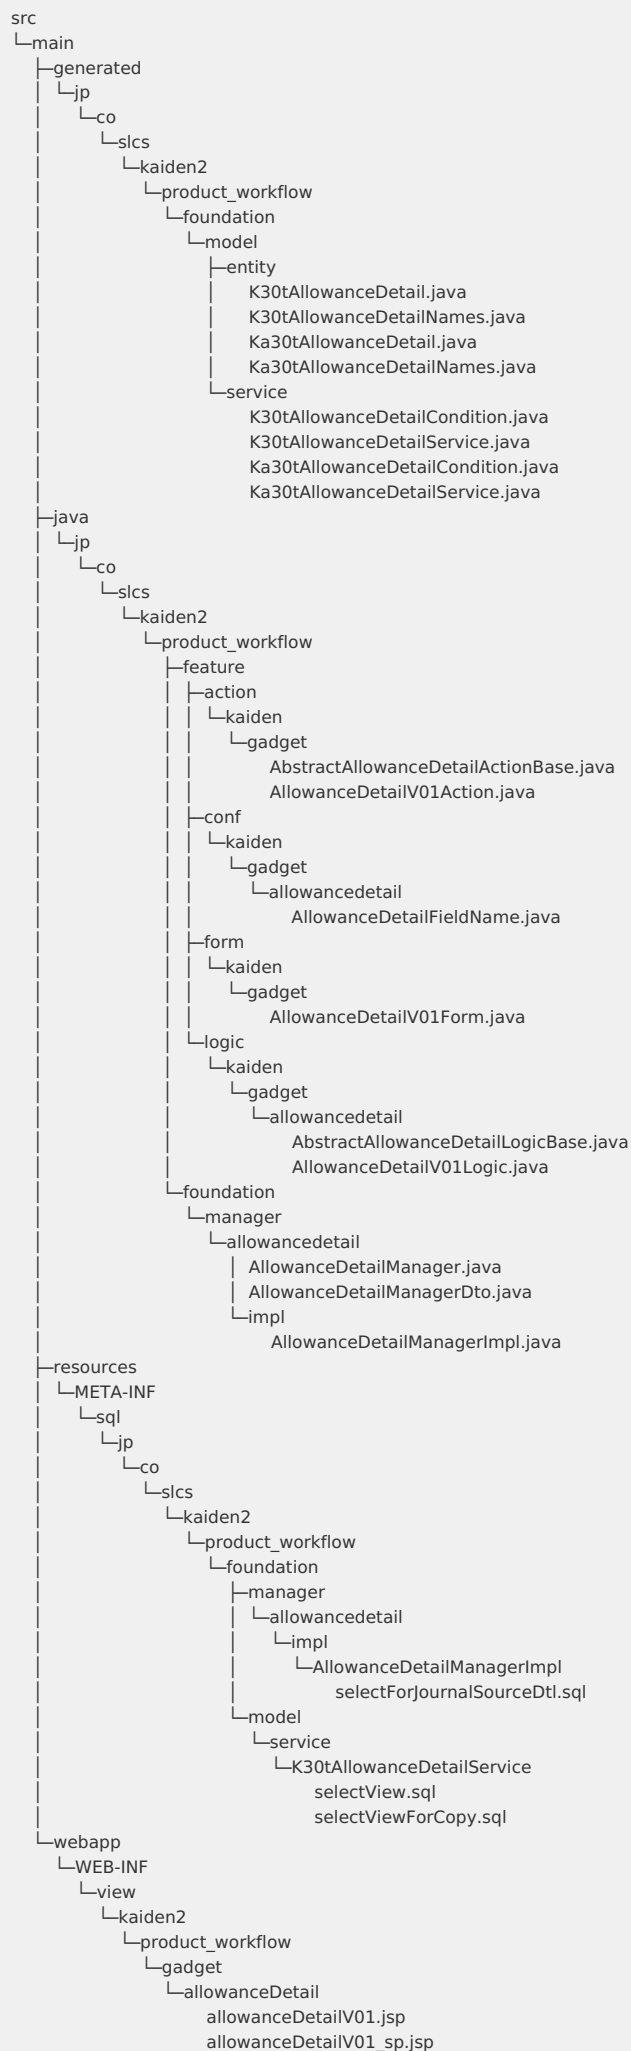 src
└─main
├─generated
│ └─jp
│ └─co
│ └─slcs
│ └─kaiden2
│ └─product_workflow
│ └─foundation
│ └─model
│ ├─entity
│ │ K30tAllowanceDetail.java
│ │ K30tAllowanceDetailNames.java
│ │ Ka30tAllowanceDetail.java
│ │ Ka30tAllowanceDetailNames.java
│ └─service
│ K30tAllowanceDetailCondition.java
│ K30tAllowanceDetailService.java
│ Ka30tAllowanceDetailCondition.java
│ Ka30tAllowanceDetailService.java
├─java
│ └─jp
│ └─co
│ └─slcs
│ └─kaiden2
│ └─product_workflow
│ ├─feature
│ │ ├─action
│ │ │ └─kaiden
│ │ │ └─gadget
│ │ │ AbstractAllowanceDetailActionBase.java
│ │ │ AllowanceDetailV01Action.java
│ │ ├─conf
│ │ │ └─kaiden
│ │ │ └─gadget
│ │ │ └─allowancedetail
│ │ │ AllowanceDetailFieldName.java
│ │ ├─form
│ │ │ └─kaiden
│ │ │ └─gadget
│ │ │ AllowanceDetailV01Form.java
│ │ └─logic
│ │ └─kaiden
│ │ └─gadget
│ │ └─allowancedetail
│ │ AbstractAllowanceDetailLogicBase.java
│ │ AllowanceDetailV01Logic.java
│ └─foundation
│ └─manager
│ └─allowancedetail
│ │ AllowanceDetailManager.java
│ │ AllowanceDetailManagerDto.java
│ └─impl
│ AllowanceDetailManagerImpl.java
├─resources
│ └─META-INF
│ └─sql
│ └─jp
│ └─co
│ └─slcs
│ └─kaiden2
│ └─product_workflow
│ └─foundation
│ ├─manager
│ │ └─allowancedetail
│ │ └─impl
│ │ └─AllowanceDetailManagerImpl
│ │ selectForJournalSourceDtl.sql
│ └─model
│ └─service
│ └─K30tAllowanceDetailService
│ selectView.sql
│ selectViewForCopy.sql
└─webapp
└─WEB-INF
└─view
└─kaiden2
└─product_workflow
└─gadget
└─allowanceDetail
allowanceDetailV01.jsp
allowanceDetailV01_sp.jsp